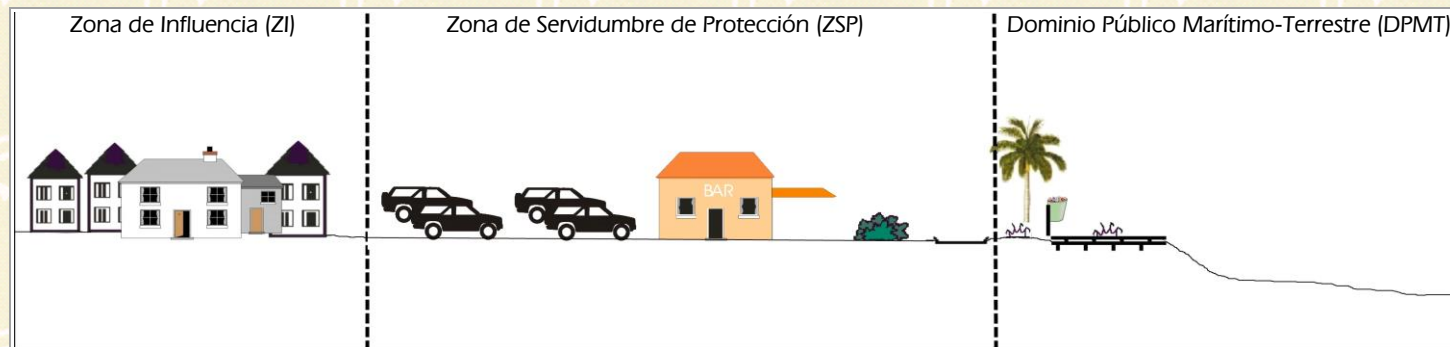 Zona de Influencia (ZI)
Zona de Servidumbre de Protección (ZSP)
Dominio Público Marítimo-Terrestre (DPMT)
BAR